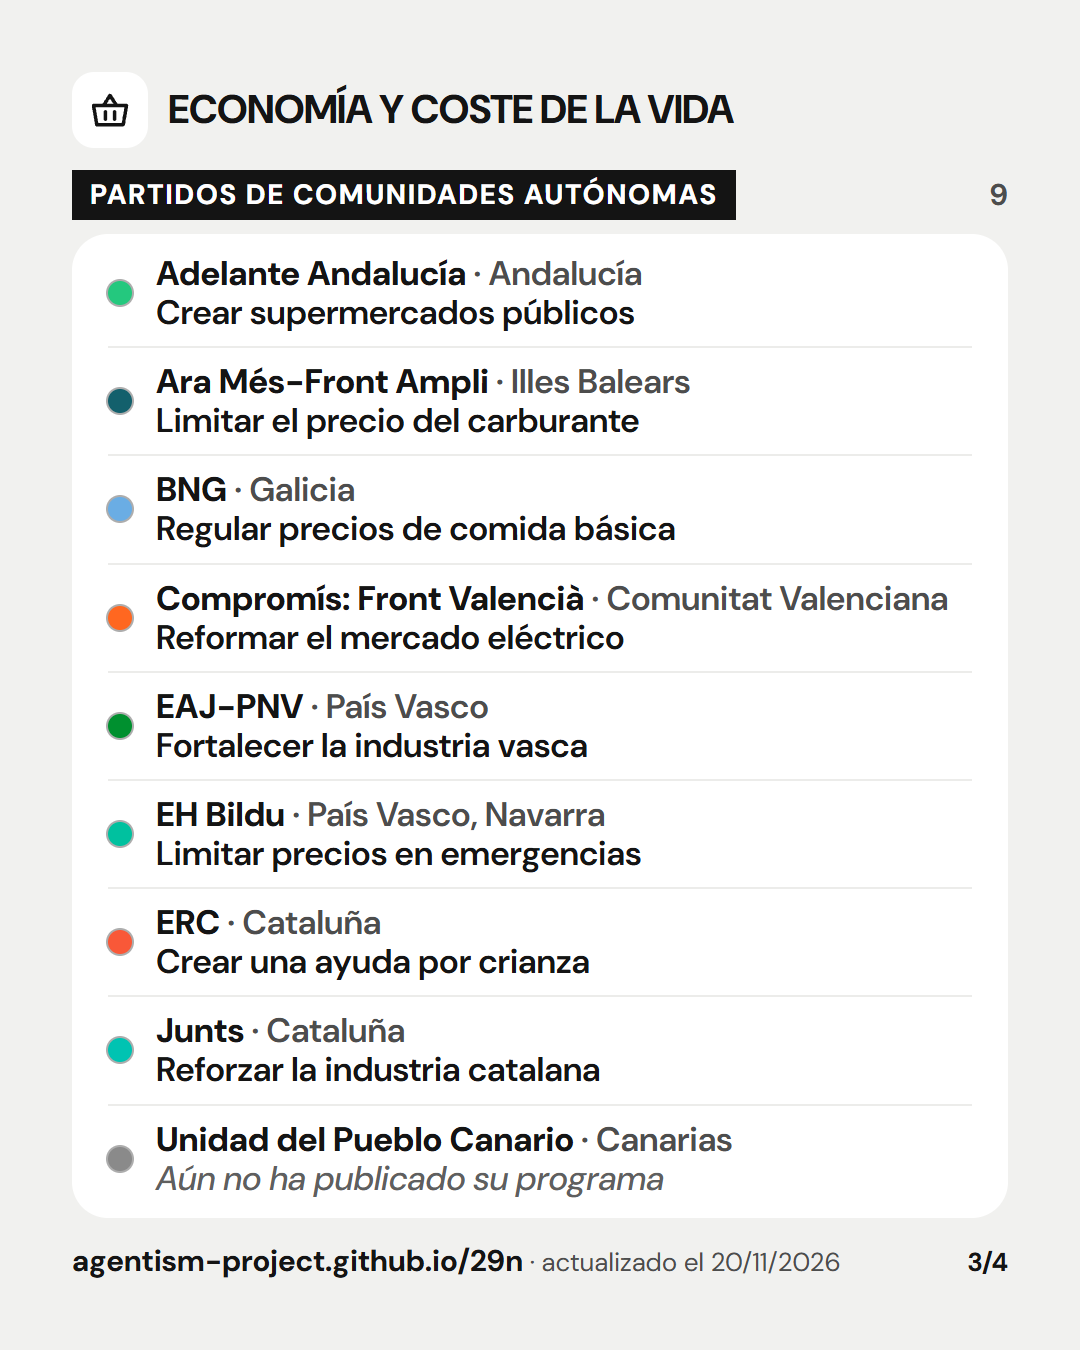 ECONOMÍA Y COSTE DE LA VIDA
PARTIDOS DE COMUNIDADES AUTÓNOMAS
9
Adelante Andalucía · Andalucía
Crear supermercados públicos
Ara Més-Front Ampli · Illes Balears
Limitar el precio del carburante
BNG · Galicia
Regular precios de comida básica
Compromís: Front Valencià · Comunitat Valenciana
Reformar el mercado eléctrico
EAJ-PNV · País Vasco
Fortalecer la industria vasca
EH Bildu · País Vasco, Navarra
Limitar precios en emergencias
ERC · Cataluña
Crear una ayuda por crianza
Junts · Cataluña
Reforzar la industria catalana
Unidad del Pueblo Canario · Canarias
Aún no ha publicado su programa
agentism-project.github.io/29n · actualizado el 20/11/2026
3/4